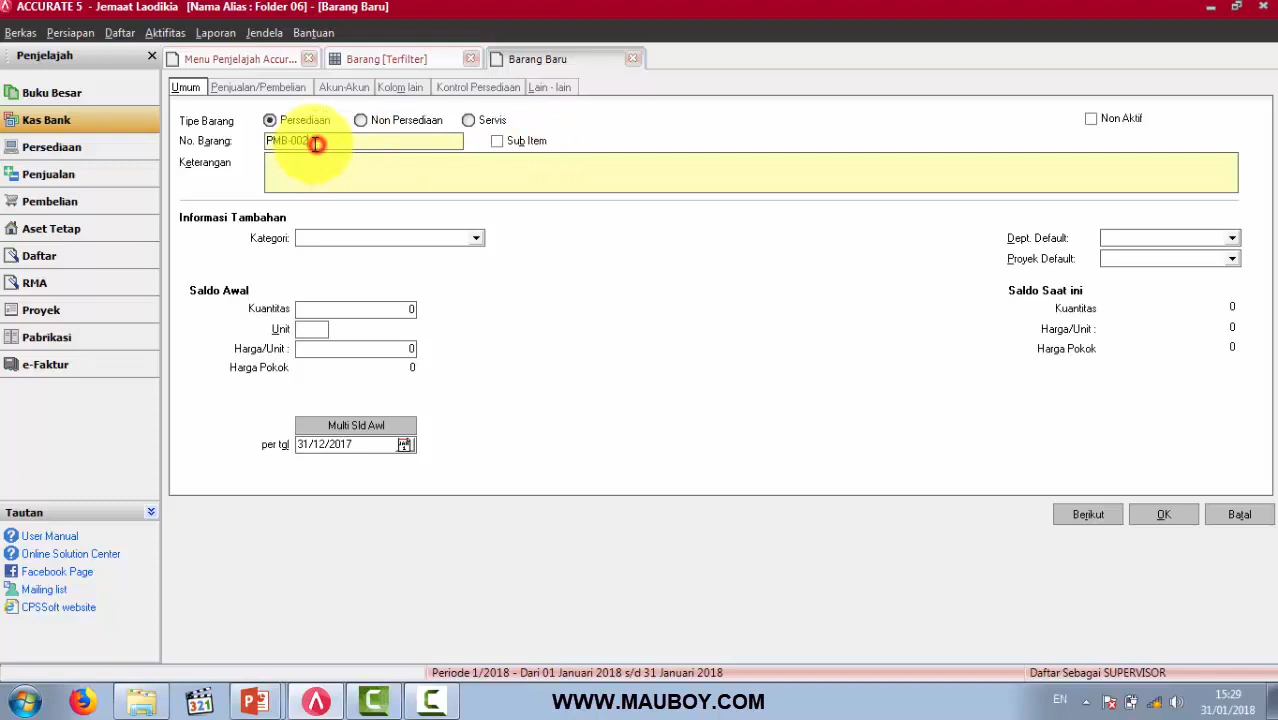 ACCURATE 5 - Jemaat Laodikia [Nama Alias : Folder 06] - [Barang Baru]
Berkas Persiapan Daftar Aktifitas Laporan Jendela Bantuan
Penjelajah
Menu Penjelajah Accur...
Barang [Terfilter]
Barang Baru
Buku Besar
Kas Bank
Persediaan
Penjualan
Pembelian
Aset Tetap
Daftar
RMA
Proyek
Pabrikasi
e-Faktur
Tautan
User Manual
Online Solution Center
Facebook Page
Mailing list
CPSSoft website
Umum Penjualan/Pembelian Akun-Akun Kolom lain Kontrol Persediaan Lain - lain
Tipe Barang Persediaan Non Persediaan Servis Non Aktif
No. Barang: PMB-002 Sub Item
Keterangan
Informasi Tambahan
Kategori: Dept. Default:
Proyek Default:
Saldo Awal Saldo Saat ini
Kuantitas 0 Kuantitas 0
Unit Harga/Unit : 0
Harga/Unit : 0 Harga Pokok 0
Harga Pokok 0
Multi Sld Awl
per tgl 31/12/2017
Berikut OK Batal
Periode 1/2018 - Dari 01 Januari 2018 s/d 31 Januari 2018
Daftar Sebagai SUPERVISOR
321
WWW.MAUBOY.COM
EN
15:29
31/01/2018